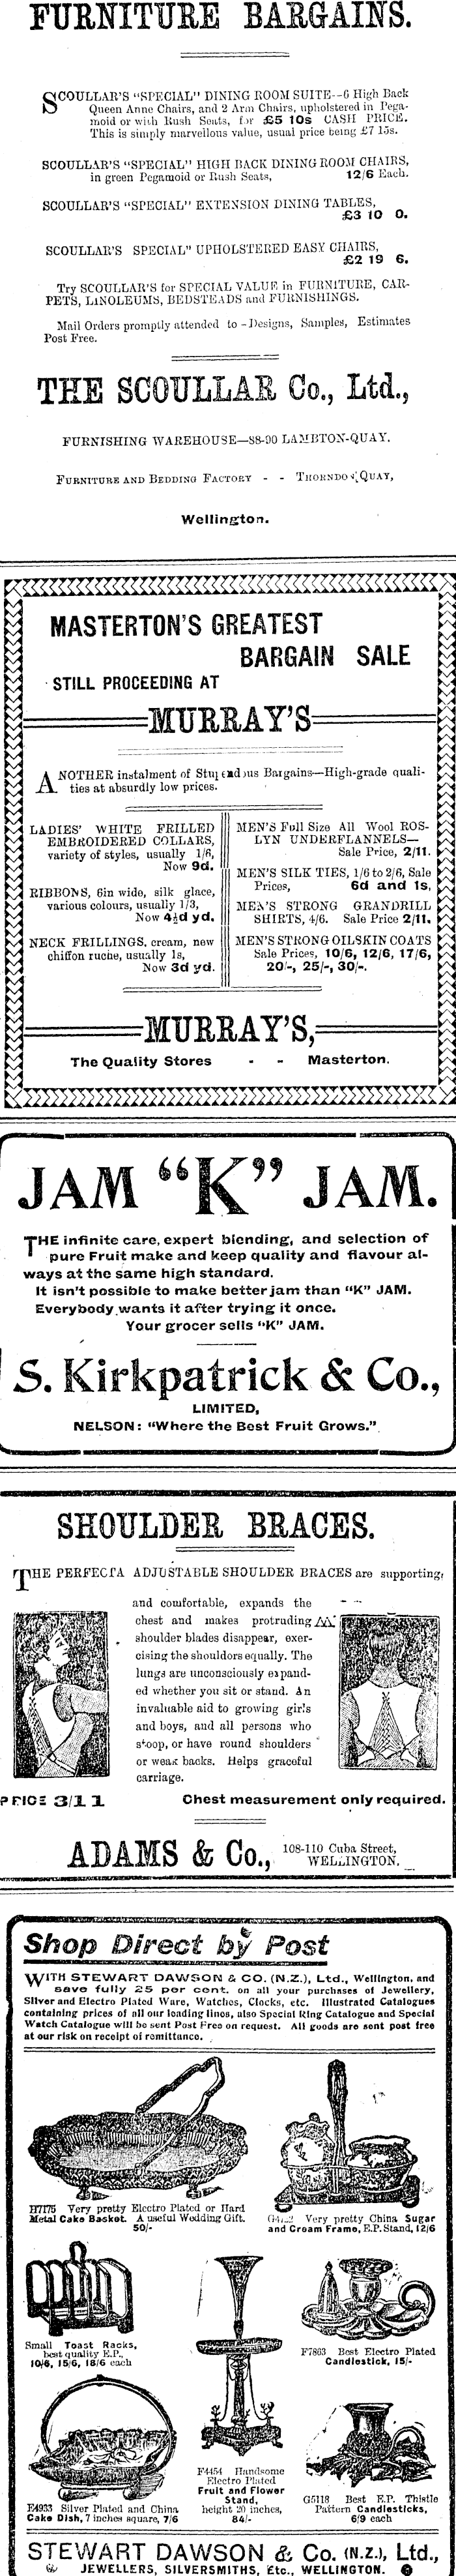 FURNITURE BARGAINS.
SCOULLAR'S "SPECIAL" DINING ROOM SUITE--6 High Back
Queen Anne Chairs, and 2 Arm Chairs, upholstered in Pega-
moid or with Rush Seats, for £5 10s CASH PRICE.
This is simply marvellous value, usual price being £7 15s.
SCOULLAR'S "SPECIAL" HIGH BACK DINING ROOM CHAIRS,
in green Pegamoid or Rush Seats, 12/6 Each.
SCOULLAR'S "SPECIAL" EXTENSION DINING TABLES,
£3 10 0.
SCOULLAR'S SPECIAL" UPHOLSTERED EASY CHAIRS,
£2 19 6.
Try SCOULLAR'S for SPECIAL VALUE in FURNITURE, CAR-
PETS, LINOLEUMS, BEDSTEADS and FURNISHINGS.
Mail Orders promptly attended to -Designs, Samples, Estimates
Post Free.
THE SCOULLAR Co., Ltd.,
FURNISHING WAREHOUSE—88-90 LAMBTON-QUAY.
FURNITURE AND BEDDING FACTORY - - THORNDON QUAY,
Wellington.
MASTERTON'S GREATEST
BARGAIN SALE
STILL PROCEEDING AT
MURRAY'S
ANOTHER instalment of Stupendous Bargains—High-grade quali-
ties at absurdly low prices.
LADIES' WHITE FRILLED
EMBROIDERED COLLARS,
variety of styles, usually 1/6,
Now 9d.
RIBBONS, 6in wide, silk glace,
various colours, usually 1/3,
Now 4½d yd.
NECK FRILLINGS, cream, new
chiffon ruche, usually 1s,
Now 3d yd.
MEN'S Full Size All Wool ROS-
LYN UNDERFLANNELS—
Sale Price, 2/11.
MEN'S SILK TIES, 1/6 to 2/6, Sale
Prices, 6d and 1s,
MEN'S STRONG GRANDRILL
SHIRTS, 4/6. Sale Price 2/11.
MEN'S STRONG OILSKIN COATS
Sale Prices, 10/6, 12/6, 17/6,
20/-, 25/-, 30/-.
MURRAY'S,
The Quality Stores - - Masterton.
JAM "K" JAM.
THE infinite care, expert blending, and selection of
pure Fruit make and keep quality and flavour al-
ways at the same high standard.
It isn't possible to make better jam than "K" JAM.
Everybody wants it after trying it once.
Your grocer sells "K" JAM.
S. Kirkpatrick & Co.,
LIMITED,
NELSON: "Where the Best Fruit Grows."
SHOULDER BRACES.
THE PERFECTA ADJUSTABLE SHOULDER BRACES are supporting,
and comfortable, expands the
chest and makes protruding
shoulder blades disappear, exer-
cising the shoulders equally. The
lungs are unconsciously expand-
ed whether you sit or stand. An
invaluable aid to growing girls
and boys, and all persons who
stoop, or have round shoulders
or weak backs. Helps graceful
carriage.
PRICE 3/11 Chest measurement only required.
ADAMS & Co., 108-110 Cuba Street,
WELLINGTON.
Shop Direct by Post
WITH STEWART DAWSON & CO. (N.Z.), Ltd., Wellington, and
save fully 25 per cent. on all your purchases of Jewellery,
Silver and Electro Plated Ware, Watches, Clocks, etc. Illustrated Catalogues
containing prices of all our leading lines, also Special Ring Catalogue and Special
Watch Catalogue will be sent Post Free on request. All goods are sent post free
at our risk on receipt of remittance.
H7175 Very pretty Electro Plated or Hard
Metal Cake Basket. A useful Wedding Gift.
50/-
Very pretty China Sugar
and Cream Frame, E.P. Stand, 12/6
Small Toast Racks,
best quality E.P.,
10/6, 15/6, 18/6 each
F7803 Best Electro Plated
Candlestick, 15/-
F4454 Handsome
Electro Plated
Fruit and Flower
Stand,
height 20 inches,
84/-
E4933 Silver Plated and China
Cake Dish, 7 inches square, 7/6
G5118 Best E.P. Thistle
Pattern Candlesticks,
6/9 each
STEWART DAWSON & Co. (N.Z.), Ltd.,
JEWELLERS, SILVERSMITHS, Etc., WELLINGTON.